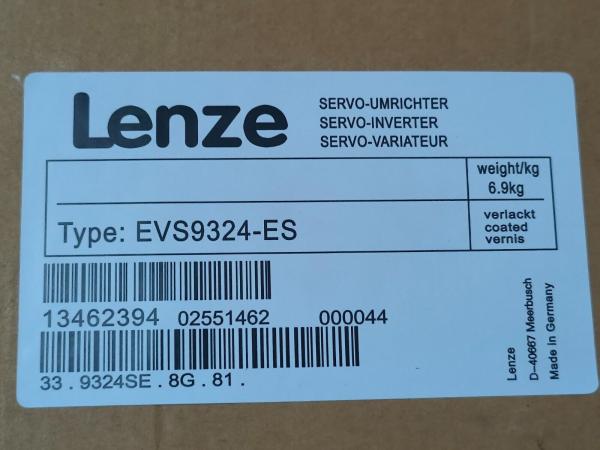 Lenze
SERVO-UMRICHTER
SERVO-INVERTER
SERVO-VARIATEUR
weight/kg
6.9kg
Type: EVS9324-ES
verlackt
coated
vernis
13462394 02551462 000044
33 . 9324SE . 8G . 81 .
Lenze
D-40667 Meerbusch
Made in Germany